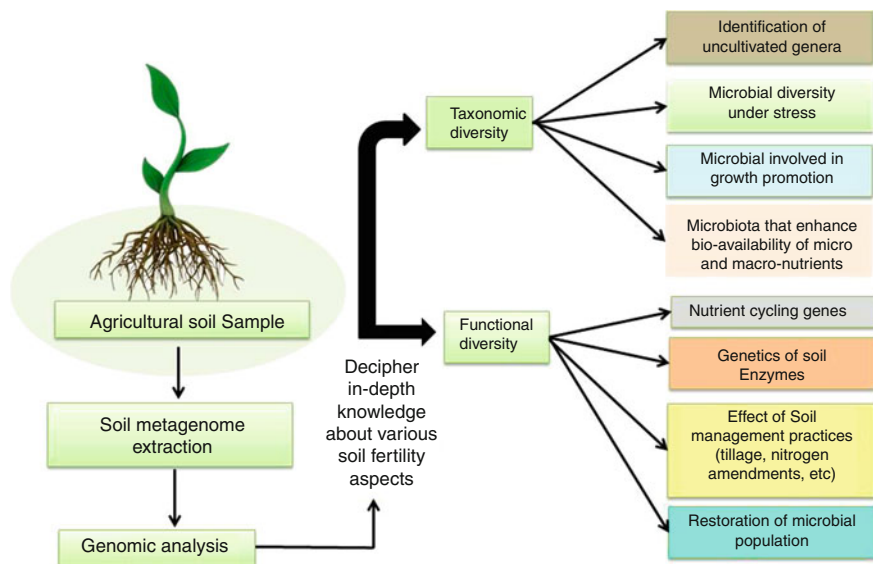 Agricultural soil Sample
Soil metagenome
extraction
Genomic analysis
Decipher
in-depth
knowledge
about various
soil fertility
aspects
Taxonomic
diversity
Identification of
uncultivated genera
Microbial diversity
under stress
Microbial involved in
growth promotion
Microbiota that enhance
bio-availability of micro
and macro-nutrients
Functional
diversity
Nutrient cycling genes
Genetics of soil
Enzymes
Effect of Soil
management practices
(tillage, nitrogen
amendments, etc)
Restoration of microbial
population